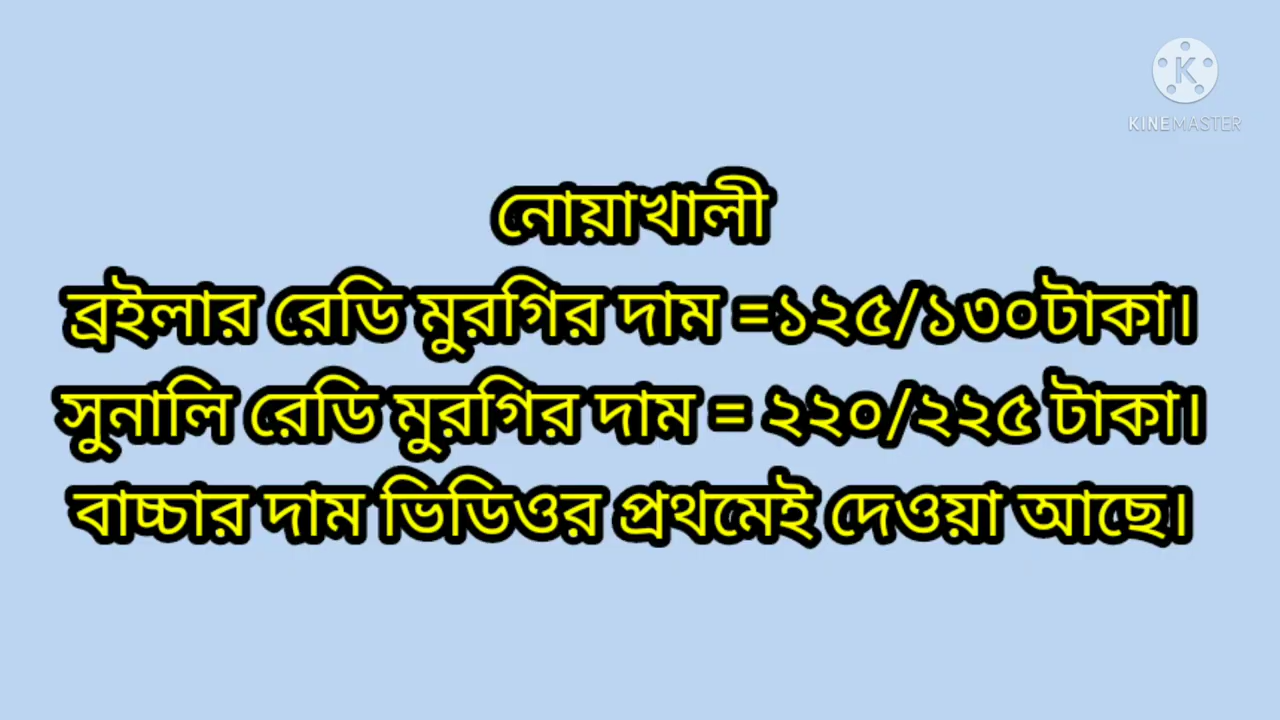 KINEMASTER
নোয়াখালী
ব্রইলার রেডি মুরগির দাম =১২৫/১৩০টাকা।
সুনালি রেডি মুরগির দাম = ২২০/২২৫ টাকা।
বাচ্চার দাম ভিডিওর প্রথমেই দেওয়া আছে।